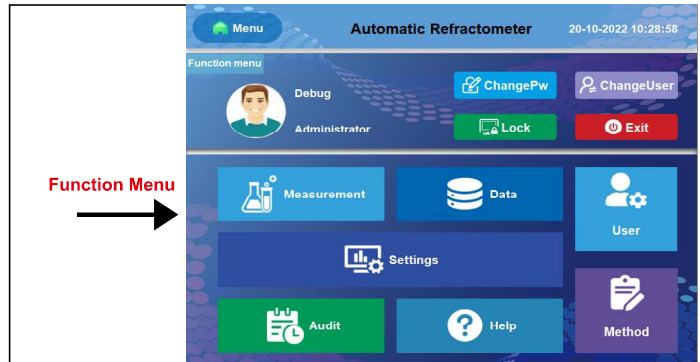 Menu
Automatic Refractometer
20-10-2022 10:28:58
Function menu
Debug
ChangePw
ChangeUser
Administrator
Lock
Exit
Function Menu
Measurement
Data
User
Settings
Audit
Help
Method